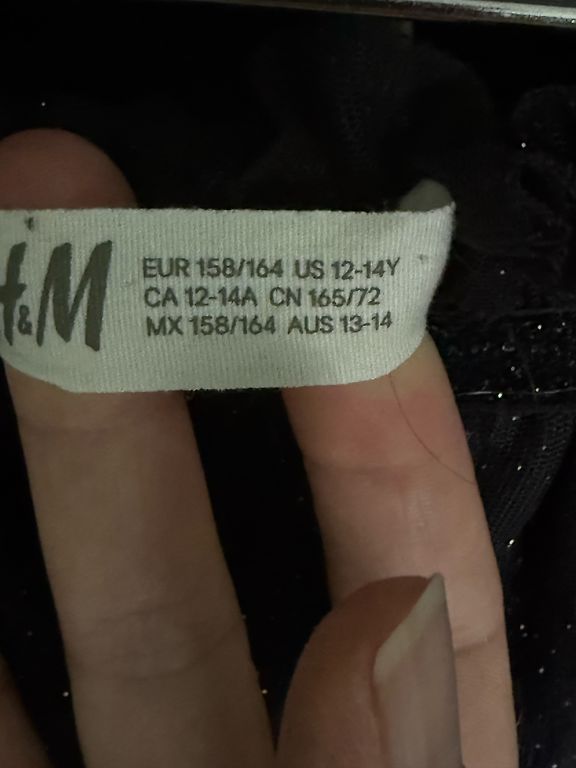 H&M
EUR 158/164 US 12-14Y
CA 12-14A CN 165/72
MX 158/164 AUS 13-14